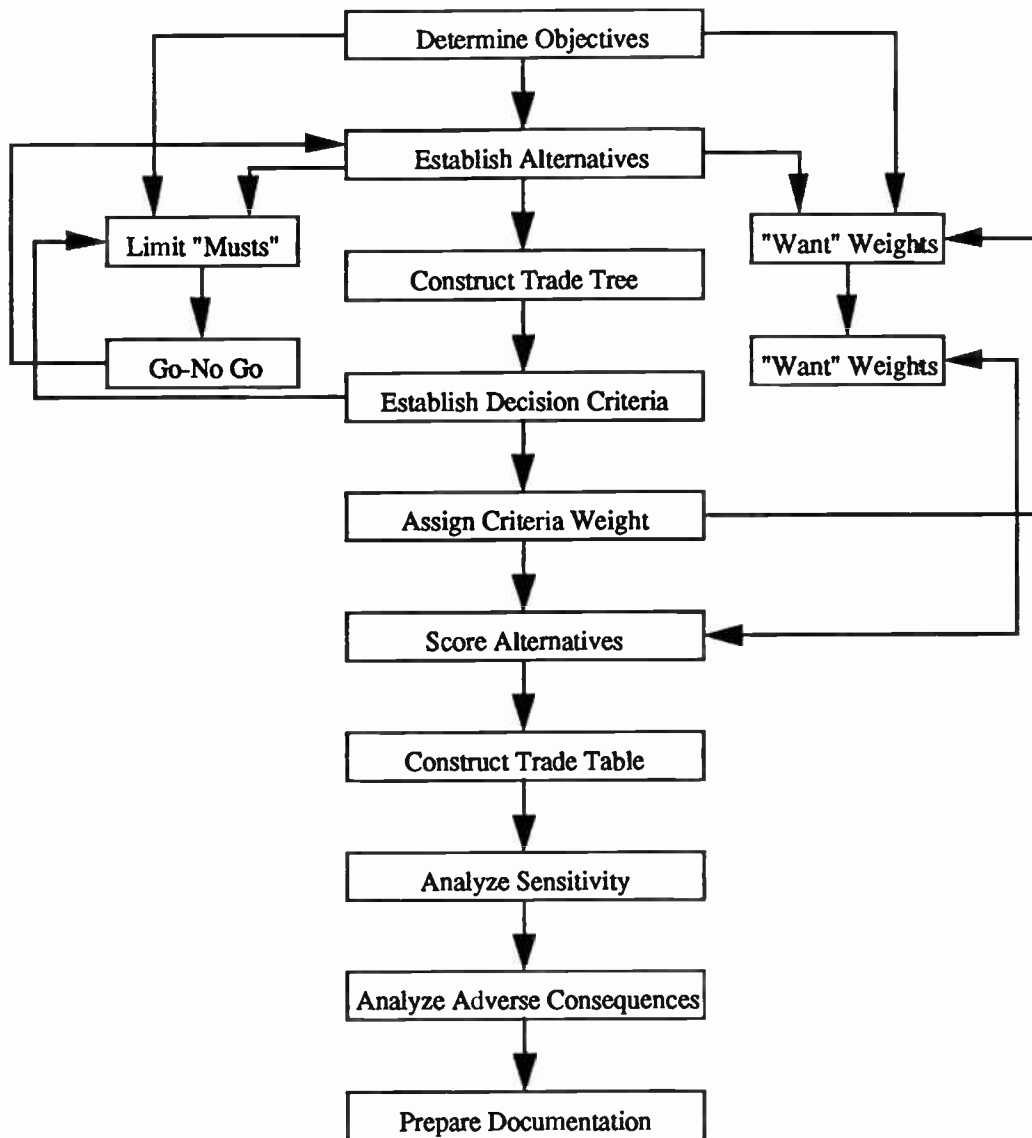 Determine Objectives
Establish Alternatives
Limit "Musts"
"Want" Weights
Construct Trade Tree
Go-No Go
"Want" Weights
Establish Decision Criteria
Assign Criteria Weight
Score Alternatives
Construct Trade Table
Analyze Sensitivity
Analyze Adverse Consequences
Prepare Documentation